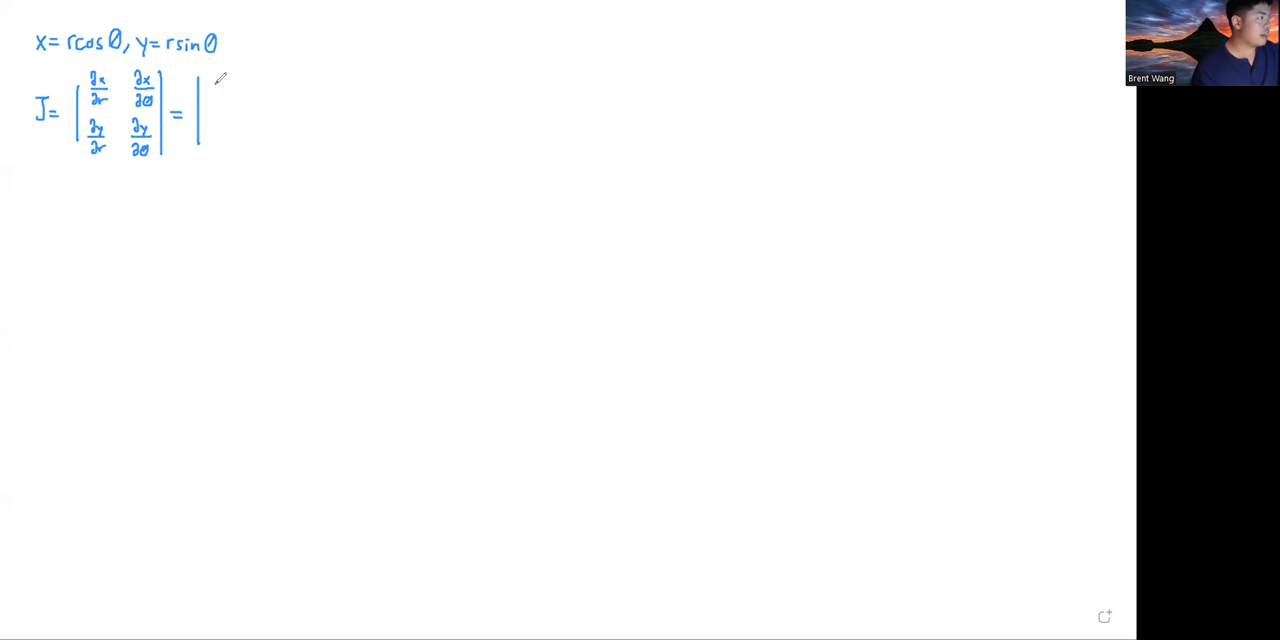 x = rcosθ, y = rsinθ
J = | ∂x/∂r ∂x/∂θ |
| ∂y/∂r ∂y/∂θ | = |
Brent Wang